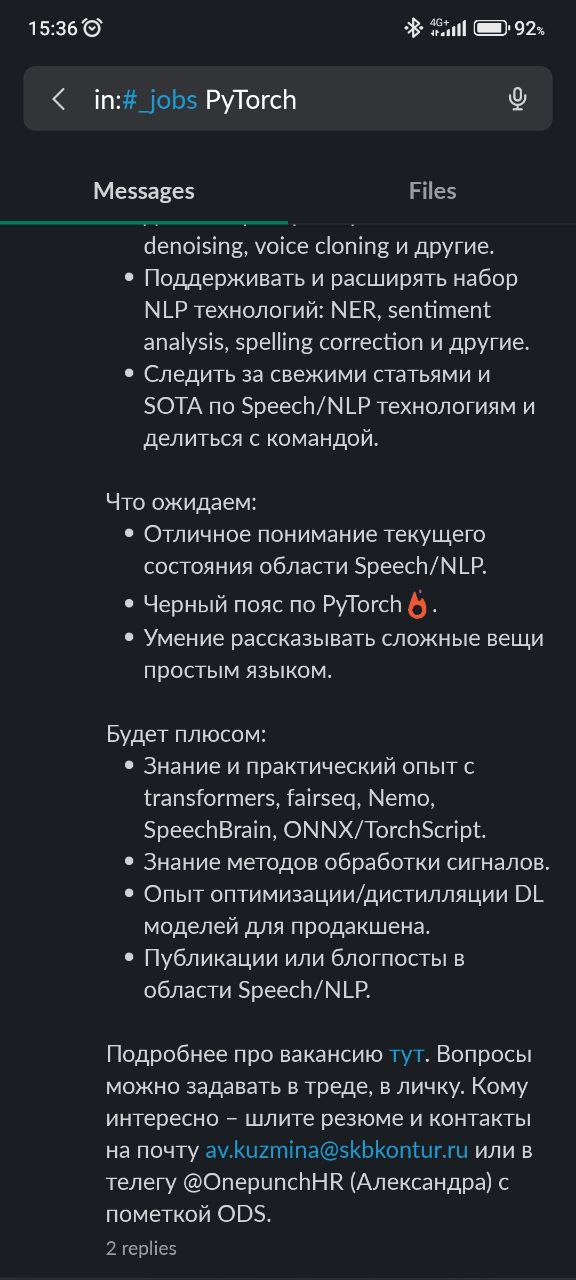 15:36 4G+ 92%
in:#_jobs PyTorch
Messages Files
denoising, voice cloning и другие.
• Поддерживать и расширять набор
NLP технологий: NER, sentiment
analysis, spelling correction и другие.
• Следить за свежими статьями и
SOTA по Speech/NLP технологиям и
делиться с командой.
Что ожидаем:
• Отличное понимание текущего
состояния области Speech/NLP.
• Черный пояс по PyTorch .
• Умение рассказывать сложные вещи
простым языком.
Будет плюсом:
• Знание и практический опыт с
transformers, fairseq, Nemo,
SpeechBrain, ONNX/TorchScript.
• Знание методов обработки сигналов.
• Опыт оптимизации/дистилляции DL
моделей для продакшена.
• Публикации или блогпосты в
области Speech/NLP.
Подробнее про вакансию тут. Вопросы
можно задавать в треде, в личку. Кому
интересно – шлите резюме и контакты
на почту av.kuzmina@skbkontur.ru или в
телегу @OnepunchHR (Александра) с
пометкой ODS.
2 replies